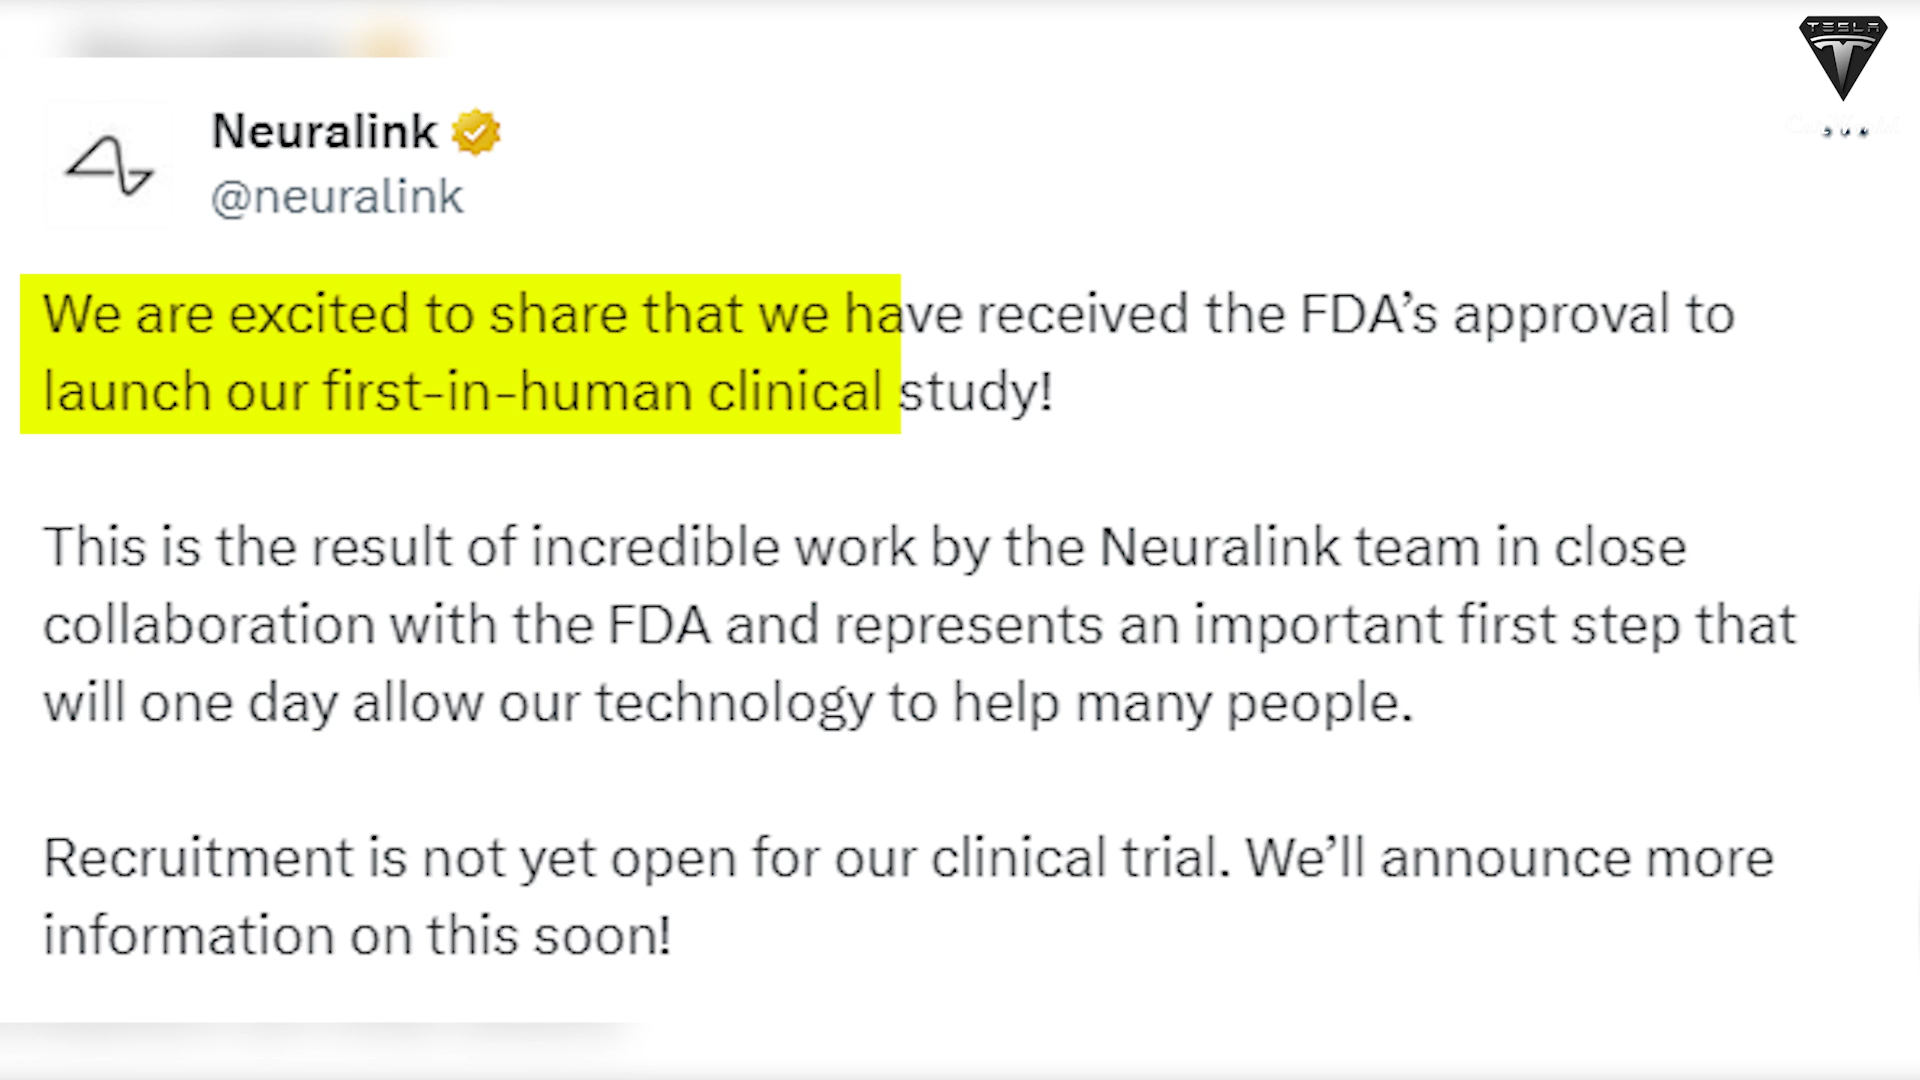 TESLA
Neuralink
@neuralink
We are excited to share that we have received the FDA’s approval to
launch our first-in-human clinical study!
This is the result of incredible work by the Neuralink team in close
collaboration with the FDA and represents an important first step that
will one day allow our technology to help many people.
Recruitment is not yet open for our clinical trial. We’ll announce more
information on this soon!